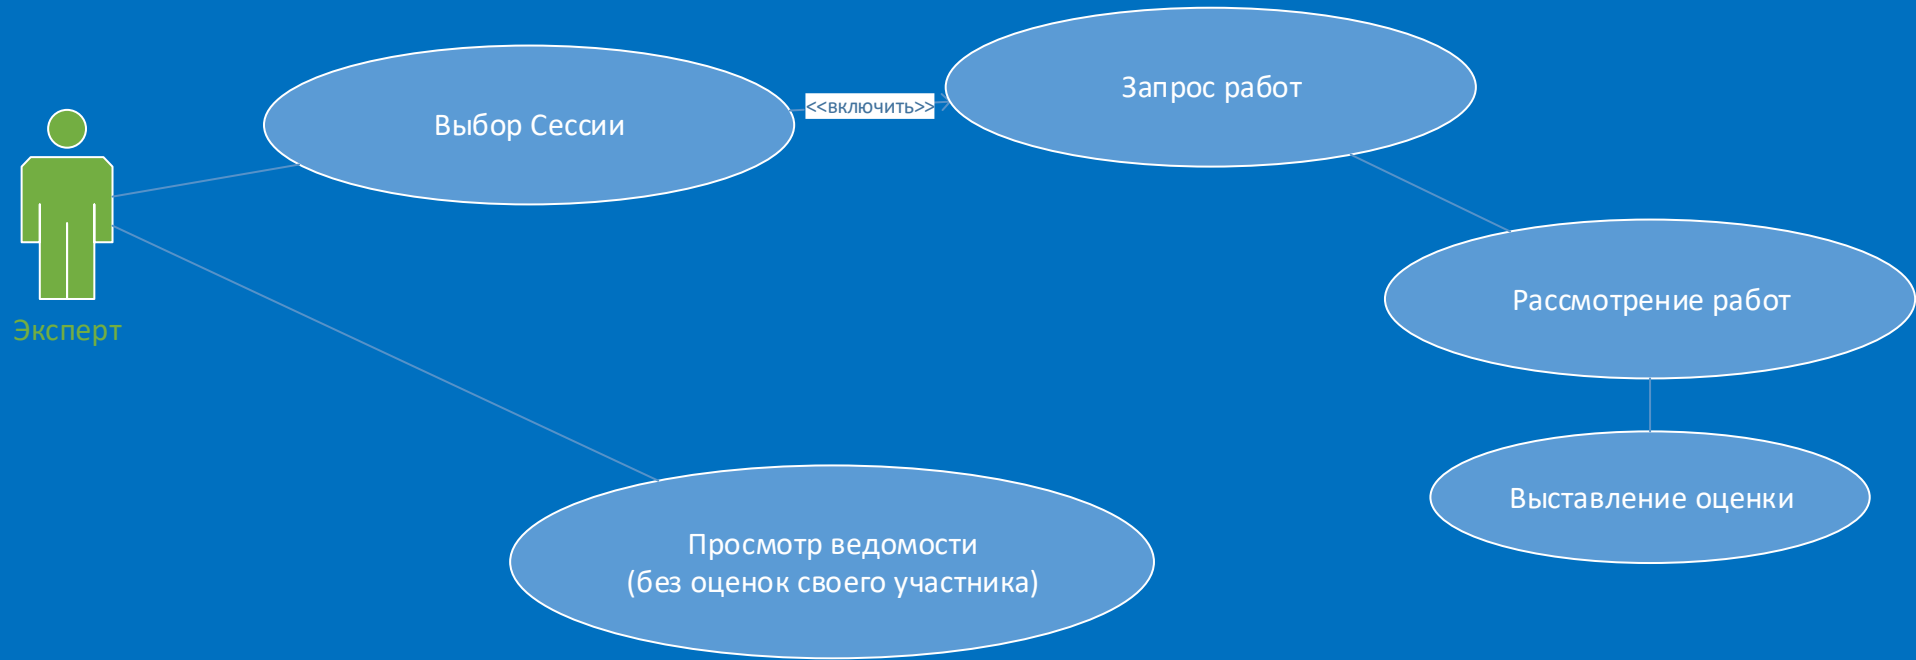 Запрос работ
<<включить>>
Выбор Сессии
Рассмотрение работ
Эксперт
Выставление оценки
Просмотр ведомости
(без оценок своего участника)